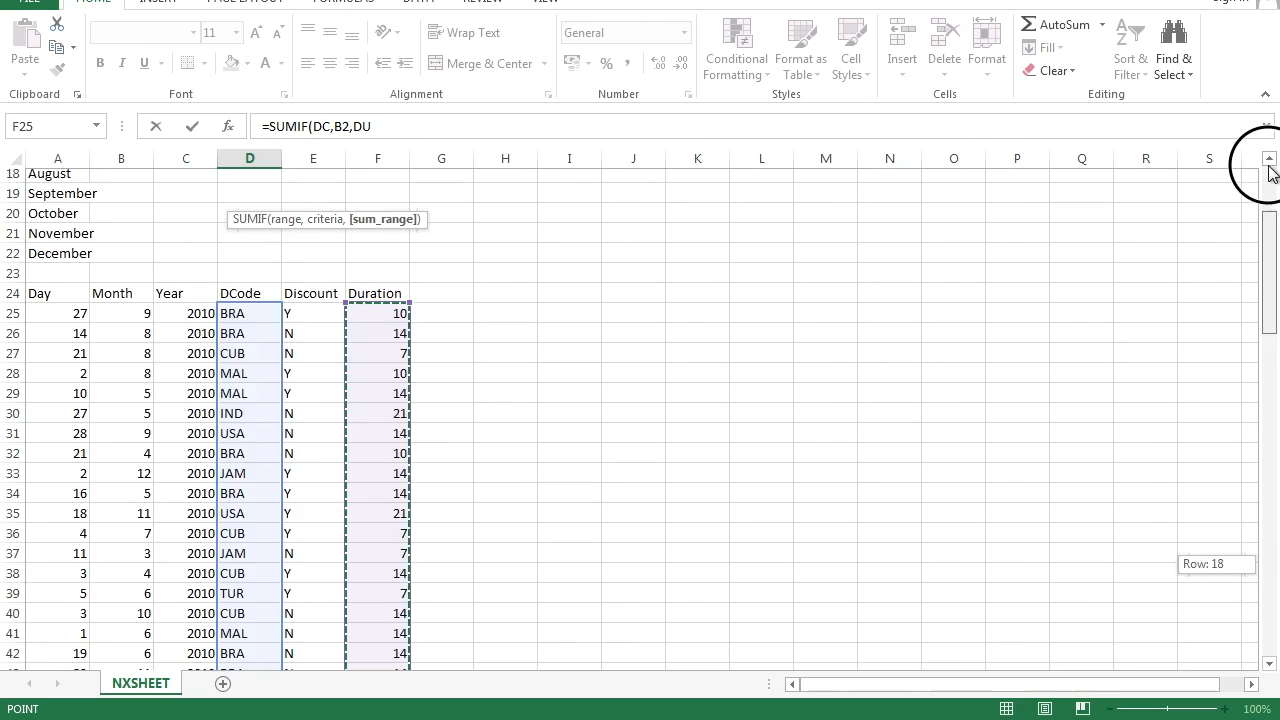 FILE HOME INSERT PAGE LAYOUT FORMULAS DATA REVIEW VIEW Sign in
11 A A Wrap Text General AutoSum
Paste B I U A Merge & Center % , Conditional Formatting Format as Table Cell Styles Insert Delete Format Fill Clear Sort & Filter Find & Select
Clipboard Font Alignment Number Styles Cells Editing
F25 fx =SUMIF(DC,B2,DU
A B C D E F G H I J K L M N O P Q R S
18 August
19 September
20 October SUMIF(range, criteria, [sum_range])
21 November
22 December
23
24 Day Month Year DCode Discount Duration
25 27 9 2010 BRA Y 10
26 14 8 2010 BRA N 14
27 21 8 2010 CUB N 7
28 2 8 2010 MAL Y 10
29 10 5 2010 MAL Y 14
30 27 5 2010 IND N 21
31 28 9 2010 USA N 14
32 21 4 2010 BRA N 10
33 2 12 2010 JAM Y 14
34 16 5 2010 BRA Y 14
35 18 11 2010 USA Y 21
36 4 7 2010 CUB Y 7
37 11 3 2010 JAM N 7
38 3 4 2010 CUB Y 14 Row: 18
39 5 6 2010 TUR Y 7
40 3 10 2010 CUB N 14
41 1 6 2010 MAL N 14
42 19 6 2010 BRA N 14
NXSHEET
POINT 100%